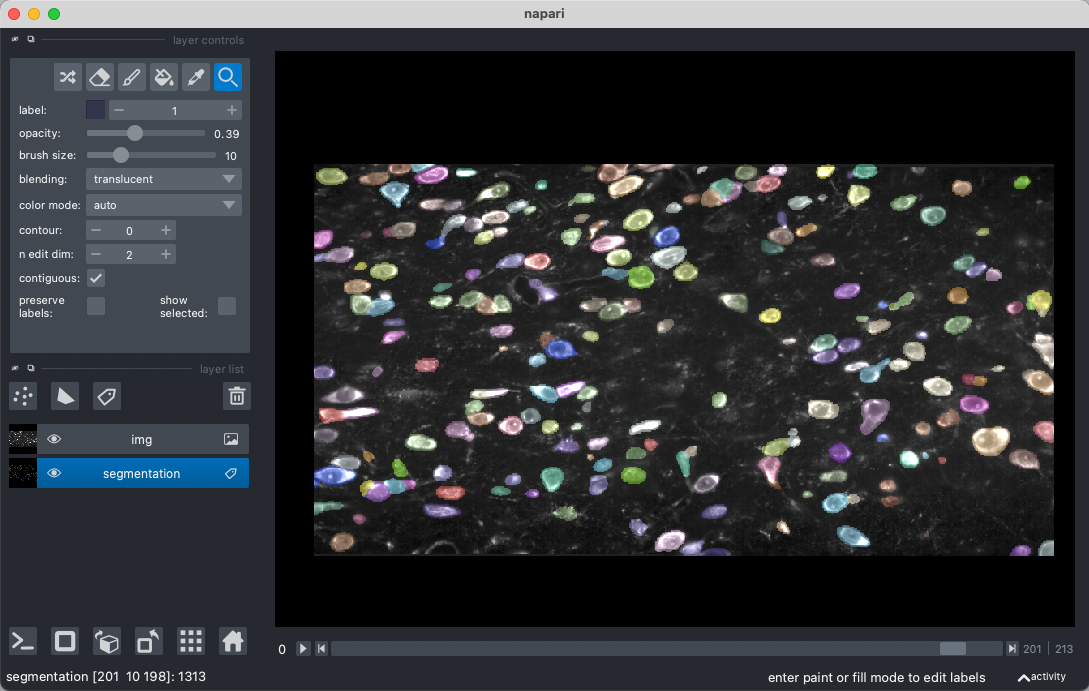 napari
layer controls
label: 1
opacity: 0.39
brush size: 10
blending: translucent
color mode: auto
contour: 0
n edit dim: 2
contiguous:
preserve labels:
show selected:
layer list
img
segmentation
0 201 213
segmentation [201 10 198]: 1313
enter paint or fill mode to edit labels
activity